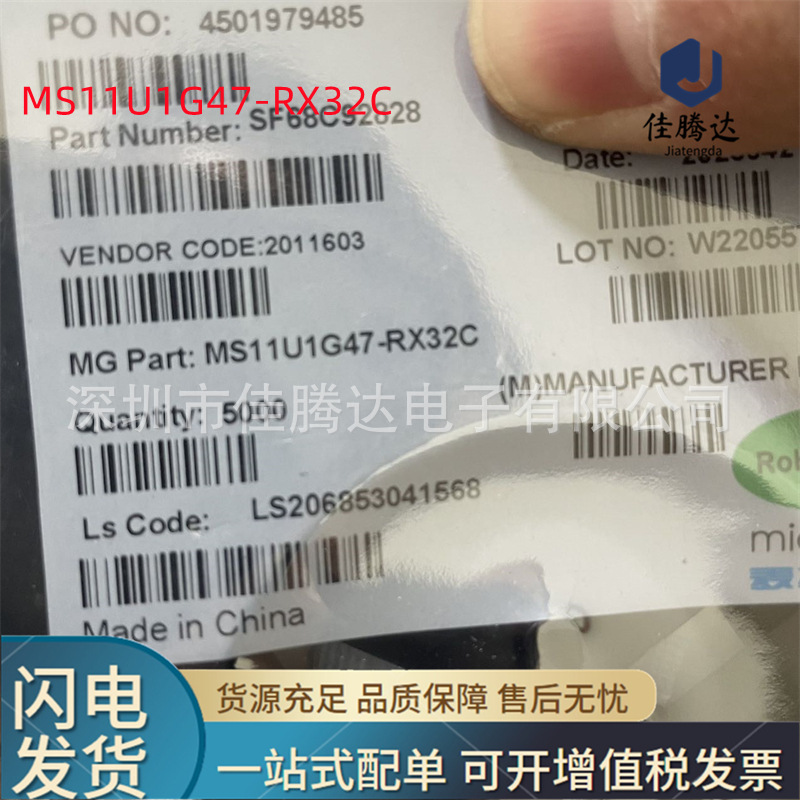 PO NO: 4501979485
MS11U1G47-RX32C
Part Number: SF68C92828
佳腾达
Jiatengda
Date:
VENDOR CODE:2011603
LOT NO: W22055
MG Part: MS11U1G47-RX32C
(M)MANUFACTURER
深圳市佳腾达电子有限公司
Quantity: 5000
Ls Code: LS206853041568
Made in China
闪电发货
货源充足 品质保障 售后无忧
一站式配单 可开增值税发票